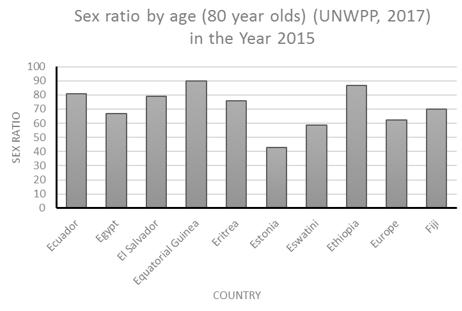 Sex ratio by age (80 year olds) (UNWPP, 2017)
in the Year 2015
SEX RATIO
100
90
80
70
60
50
40
30
20
10
0
Ecuador
Egypt
El Salvador
Equatorial Guinea
Eritrea
Estonia
Eswatini
Ethiopia
Europe
Fiji
COUNTRY